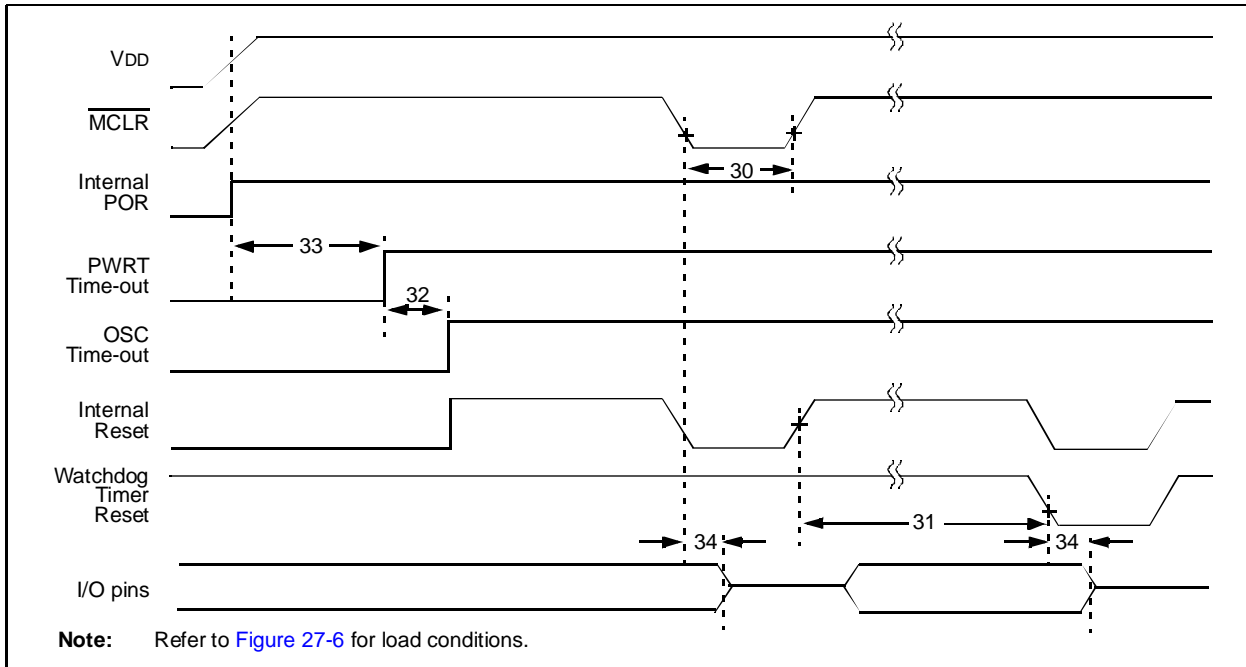 VDD
MCLR
30
Internal
POR
33
PWRT
Time-out
32
OSC
Time-out
Internal
Reset
Watchdog
Timer
Reset
31
34
34
I/O pins
Note: Refer to Figure 27-6 for load conditions.